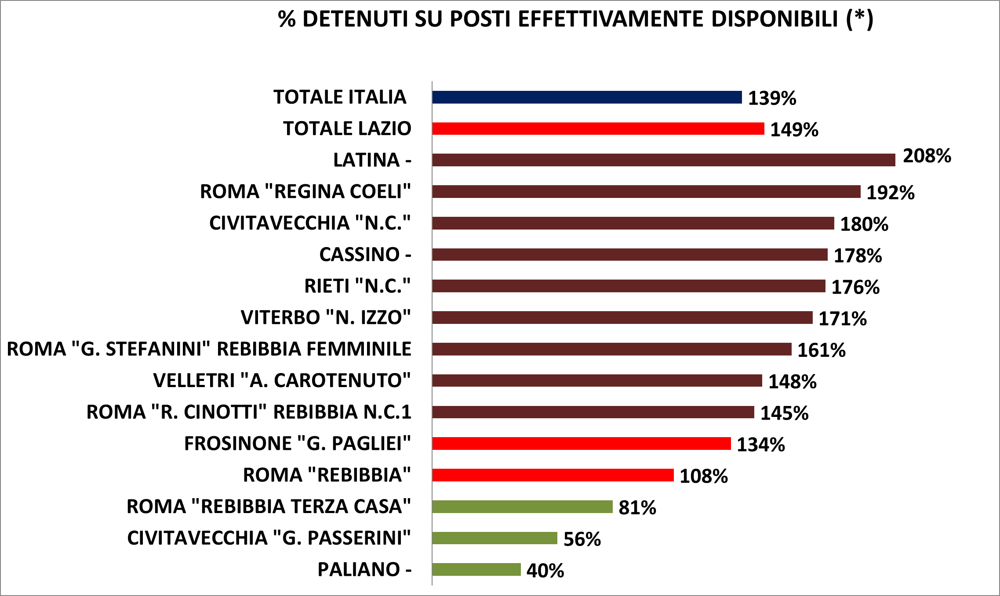 % DETENUTI SU POSTI EFFETTIVAMENTE DISPONIBILI (*)
TOTALE ITALIA 139%
TOTALE LAZIO 149%
LATINA - 208%
ROMA "REGINA COELI" 192%
CIVITAVECCHIA "N.C." 180%
CASSINO - 178%
RIETI "N.C." 176%
VITERBO "N. IZZO" 171%
ROMA "G. STEFANINI" REBIBBIA FEMMINILE 161%
VELLETRI "A. CAROTENUTO" 148%
ROMA "R. CINOTTI" REBIBBIA N.C.1 145%
FROSINONE "G. PAGLIEI" 134%
ROMA "REBIBBIA" 108%
ROMA "REBIBBIA TERZA CASA" 81%
CIVITAVECCHIA "G. PASSERINI" 56%
PALIANO - 40%